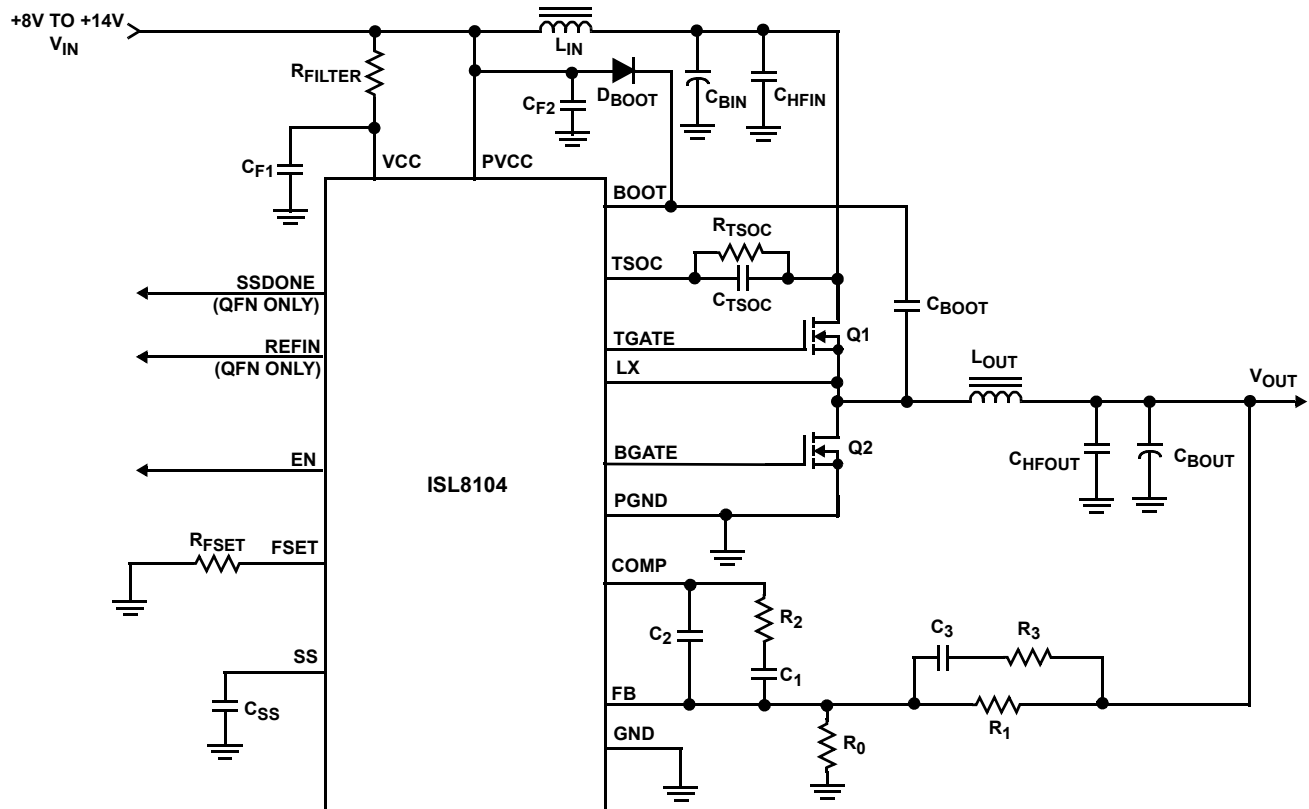 +8V TO +14V
VIN
LIN
RFILTER
CF2
DBOOT
CBIN
CHFIN
CF1
VCC
PVCC
BOOT
RTSOC
TSOC
CTSOC
SSDONE
(QFN ONLY)
CBOOT
TGATE
Q1
REFIN
(QFN ONLY)
LX
LOUT
VOUT
BGATE
Q2
EN
CHFOUT
CBOUT
ISL8104
PGND
RFSET
FSET
COMP
C2
R2
C3
R3
SS
C1
FB
CSS
R1
GND
R0